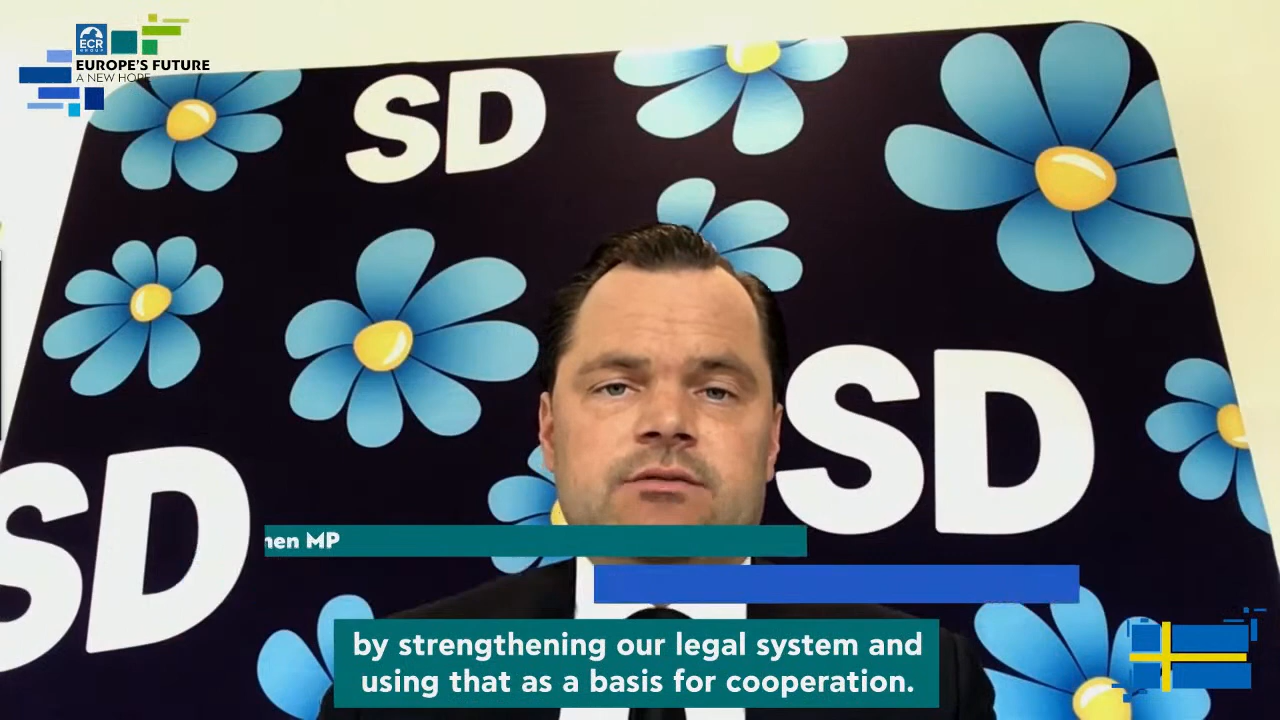 ECR
GROUP
EUROPE'S FUTURE
A NEW HOPE
SD
SD
SD
nen MP
by strengthening our legal system and
using that as a basis for cooperation.